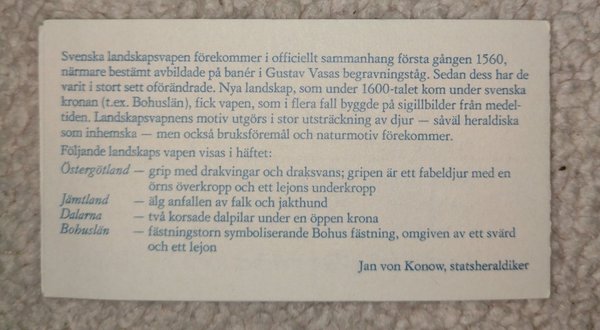 Svenska landskapsvapen förekommer i officiellt sammanhang första gången 1560,
närmare bestämt avbildade på banér i Gustav Vasas begravningståg. Sedan dess har de
varit i stort sett oförändrade. Nya landskap, som under 1600-talet kom under svenska
kronan (t.ex. Bohuslän), fick vapen, som i flera fall byggde på sigillbilder från medel-
tiden. Landskapsvapnens motiv utgörs i stor utsträckning av djur — såväl heraldiska
som inhemska — men också bruksföremål och naturmotiv förekommer.
Följande landskaps vapen visas i häftet:
Östergötland — grip med drakvingar och draksvans; gripen är ett fabeldjur med en
örns överkropp och ett lejons underkropp
Jämtland — älg anfallen av falk och jakthund
Dalarna — två korsade dalpilar under en öppen krona
Bohuslän — fästningstorn symboliserande Bohus fästning, omgiven av ett svärd
och ett lejon
Jan von Konow, statsheraldiker